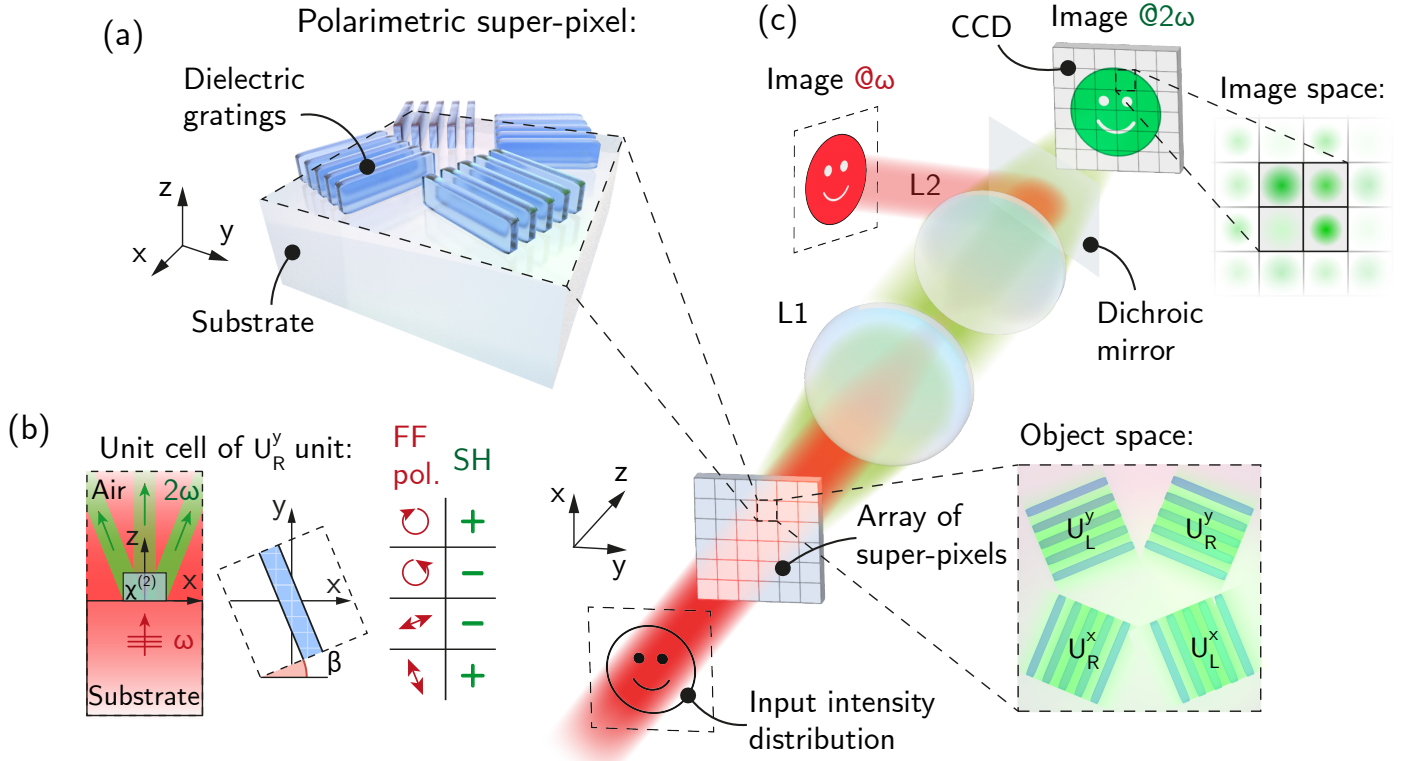 (a)
Polarimetric super-pixel:
Dielectric
gratings
z
x
y
Substrate
(b)
Unit cell of U_R^y unit:
Air
2ω
z
χ^(2)
x
ω
Substrate
y
x
β
FF
pol.
SH
+
−
−
+
(c)
CCD
Image @2ω
Image @ω
Image space:
L2
L1
Dichroic
mirror
x
z
y
Array of
super-pixels
Input intensity
distribution
Object space:
U_L^y
U_R^y
U_R^x
U_L^x